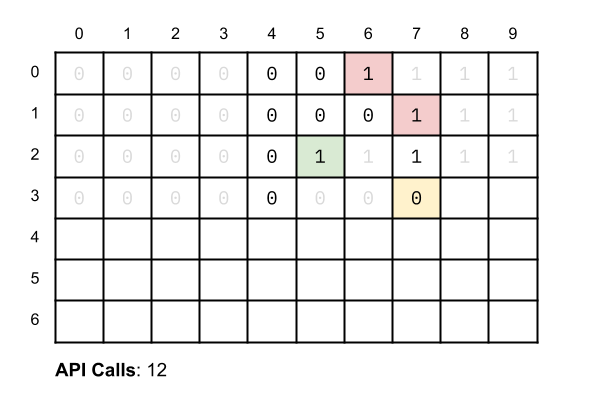 0 1 2 3 4 5 6 7 8 9
0 0 0 0 0 0 0 1 1 1 1
1 0 0 0 0 0 0 0 1 1 1
2 0 0 0 0 0 1 1 1 1 1
3 0 0 0 0 0 0 0 0
4
5
6
API Calls: 12